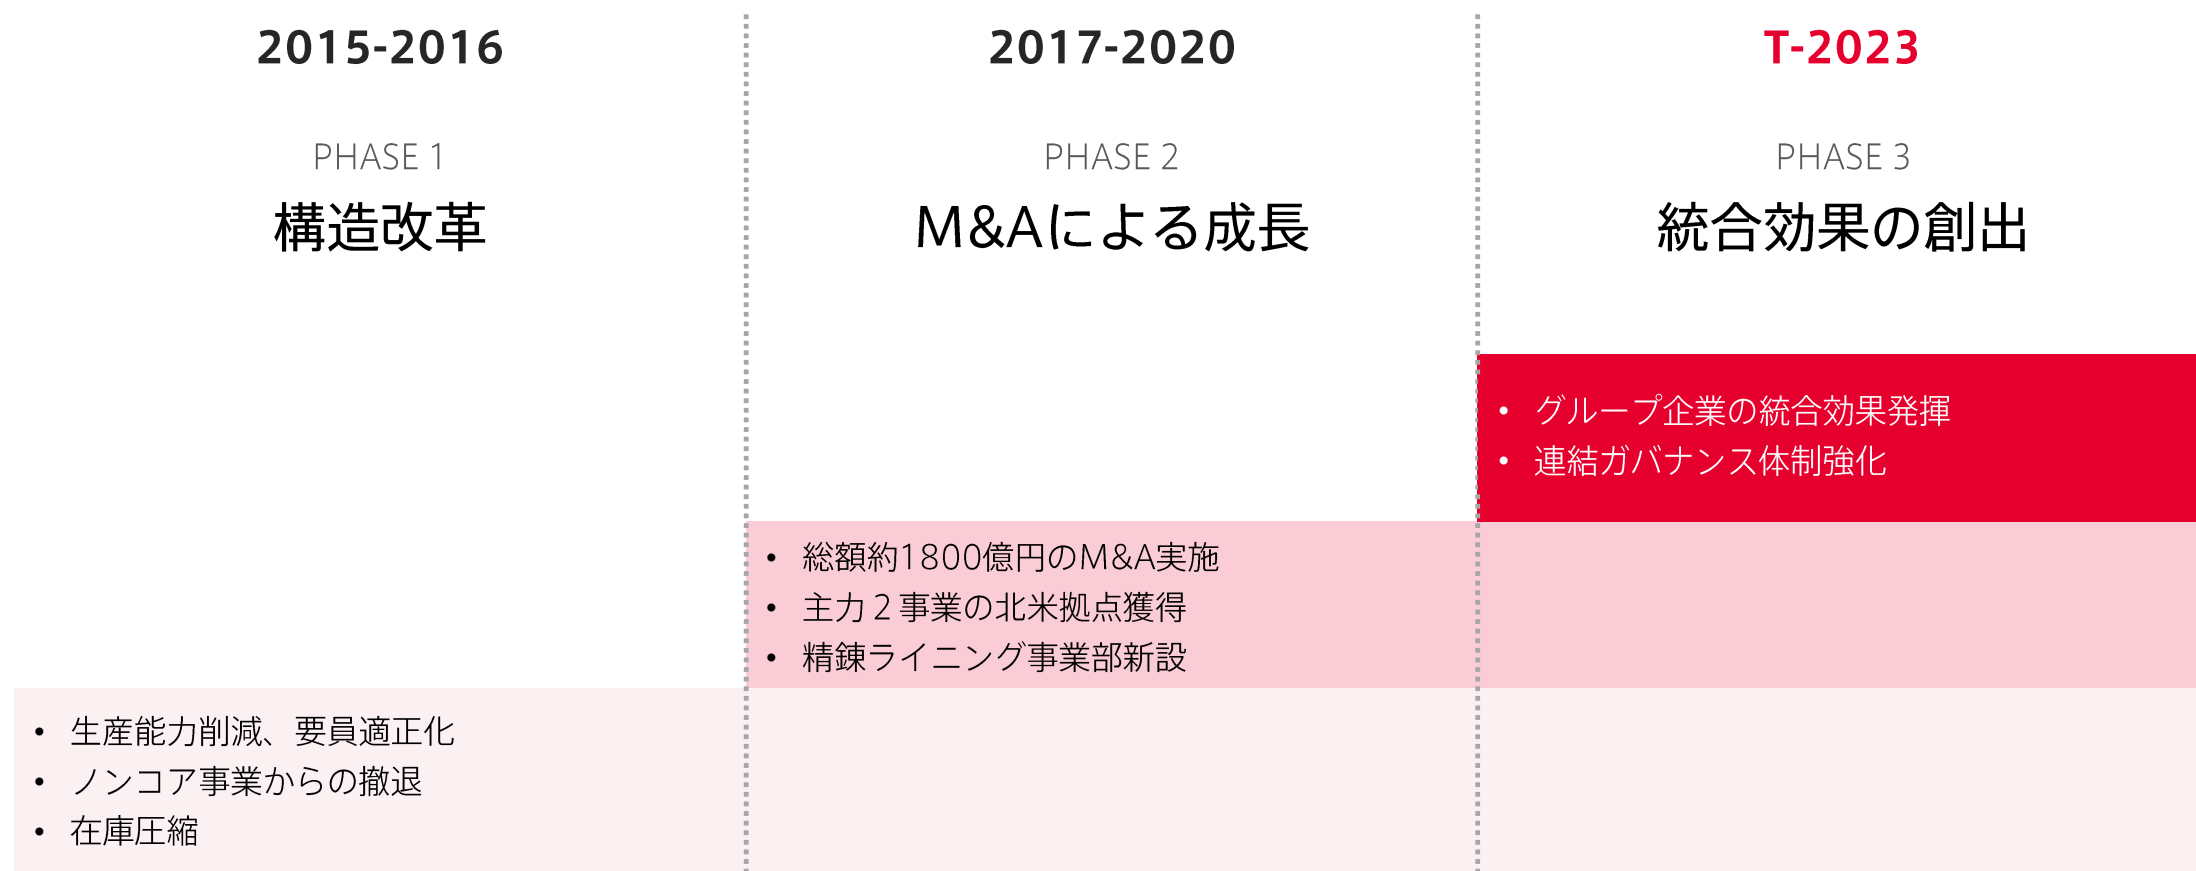 2015-2016
PHASE 1
構造改革
2017-2020
PHASE 2
M&Aによる成長
T-2023
PHASE 3
統合効果の創出
• グループ企業の統合効果発揮
• 連結ガバナンス体制強化
• 総額約1800億円のM&A実施
• 主力２事業の北米拠点獲得
• 精錬ライニング事業部新設
• 生産能力削減、要員適正化
• ノンコア事業からの撤退
• 在庫圧縮